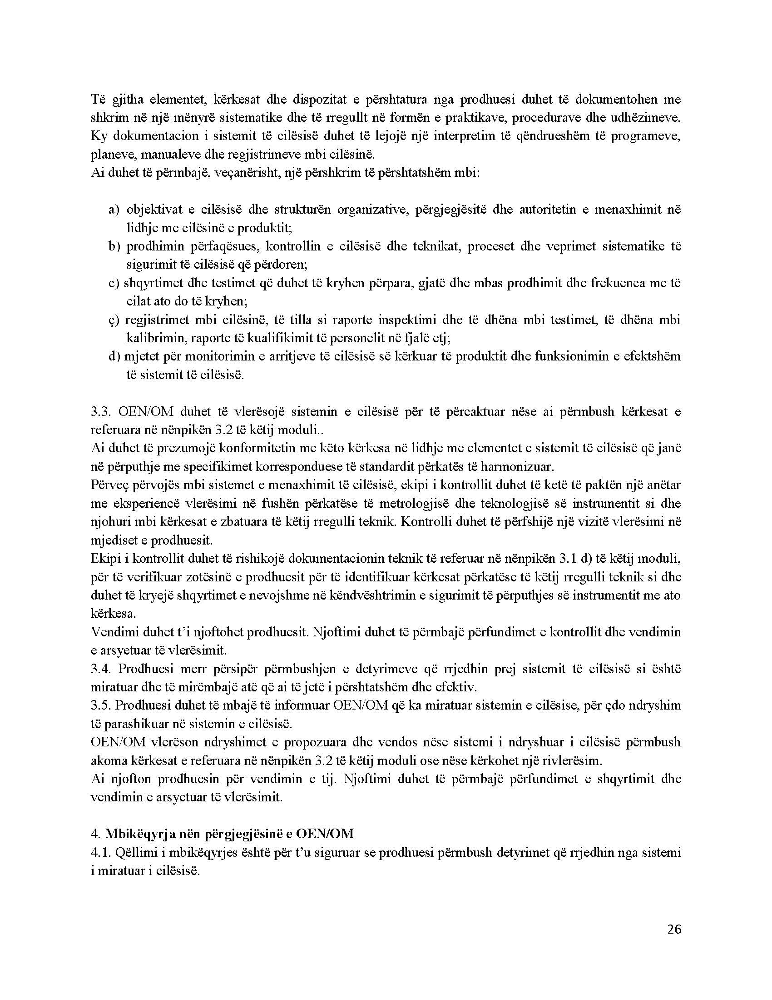 Të gjitha elementet, kërkesat dhe dispozitat e përshtatura nga prodhuesi duhet të dokumentohen me
shkrim në një mënyrë sistematike dhe të rregullt në formën e praktikave, procedurave dhe udhëzimeve.
Ky dokumentacion i sistemit të cilësisë duhet të lejojë një interpretim të qëndrueshëm të programeve,
planeve, manualeve dhe regjistrimeve mbi cilësinë.
Ai duhet të përmbajë, veçanërisht, një përshkrim të përshtatshëm mbi:
a) objektivat e cilësisë dhe strukturën organizative, përgjegjësitë dhe autoritetin e menaxhimit në
lidhje me cilësinë e produktit;
b) prodhimin përfaqësues, kontrollin e cilësisë dhe teknikat, proceset dhe veprimet sistematike të
sigurimit të cilësisë që përdoren;
c) shqyrtimet dhe testimet që duhet të kryhen përpara, gjatë dhe mbas prodhimit dhe frekuenca me të
cilat ato do të kryhen;
ç) regjistrimet mbi cilësinë, të tilla si raporte inspektimi dhe të dhëna mbi testimet, të dhëna mbi
kalibrimin, raporte të kualifikimit të personelit në fjalë etj;
d) mjetet për monitorimin e arritjeve të cilësisë së kërkuar të produktit dhe funksionimin e efektshëm
të sistemit të cilësisë.
3.3. OEN/OM duhet të vlerësojë sistemin e cilësisë për të përcaktuar nëse ai përmbush kërkesat e
referuara në nënpikën 3.2 të këtij moduli..
Ai duhet të prezumojë konformitetin me këto kërkesa në lidhje me elementet e sistemit të cilësisë që janë
në përputhje me specifikimet korresponduese të standardit përkatës të harmonizuar.
Përveç përvojës mbi sistemet e menaxhimit të cilësisë, ekipi i kontrollit duhet të ketë të paktën një anëtar
me eksperiencë vlerësimi në fushën përkatëse të metrologjisë dhe teknologjisë së instrumentit si dhe
njohuri mbi kërkesat e zbatuara të këtij rregulli teknik. Kontrolli duhet të përfshijë një vizitë vlerësimi në
mjediset e prodhuesit.
Ekipi i kontrollit duhet të rishikojë dokumentacionin teknik të referuar në nënpikën 3.1 d) të këtij moduli,
për të verifikuar zotësinë e prodhuesit për të identifikuar kërkesat përkatëse të këtij rregulli teknik si dhe
duhet të kryejë shqyrtimet e nevojshme në këndvështrimin e sigurimit të përputhjes së instrumentit me ato
kërkesa.
Vendimi duhet t’i njoftohet prodhuesit. Njoftimi duhet të përmbajë përfundimet e kontrollit dhe vendimin
e arsyetuar të vlerësimit.
3.4. Prodhuesi merr përsipër përmbushjen e detyrimeve që rrjedhin prej sistemit të cilësisë si është
miratuar dhe të mirëmbajë atë që ai të jetë i përshtatshëm dhe efektiv.
3.5. Prodhuesi duhet të mbajë të informuar OEN/OM që ka miratuar sistemin e cilësise, për çdo ndryshim
të parashikuar në sistemin e cilësisë.
OEN/OM vlerëson ndryshimet e propozuara dhe vendos nëse sistemi i ndryshuar i cilësisë përmbush
akoma kërkesat e referuara në nënpikën 3.2 të këtij moduli ose nëse kërkohet një rivlerësim.
Ai njofton prodhuesin për vendimin e tij. Njoftimi duhet të përmbajë përfundimet e shqyrtimit dhe
vendimin e arsyetuar të vlerësimit.
4. Mbikëqyrja nën përgjegjësinë e OEN/OM
4.1. Qëllimi i mbikëqyrjes është për t’u siguruar se prodhuesi përmbush detyrimet që rrjedhin nga sistemi
i miratuar i cilësisë.
26